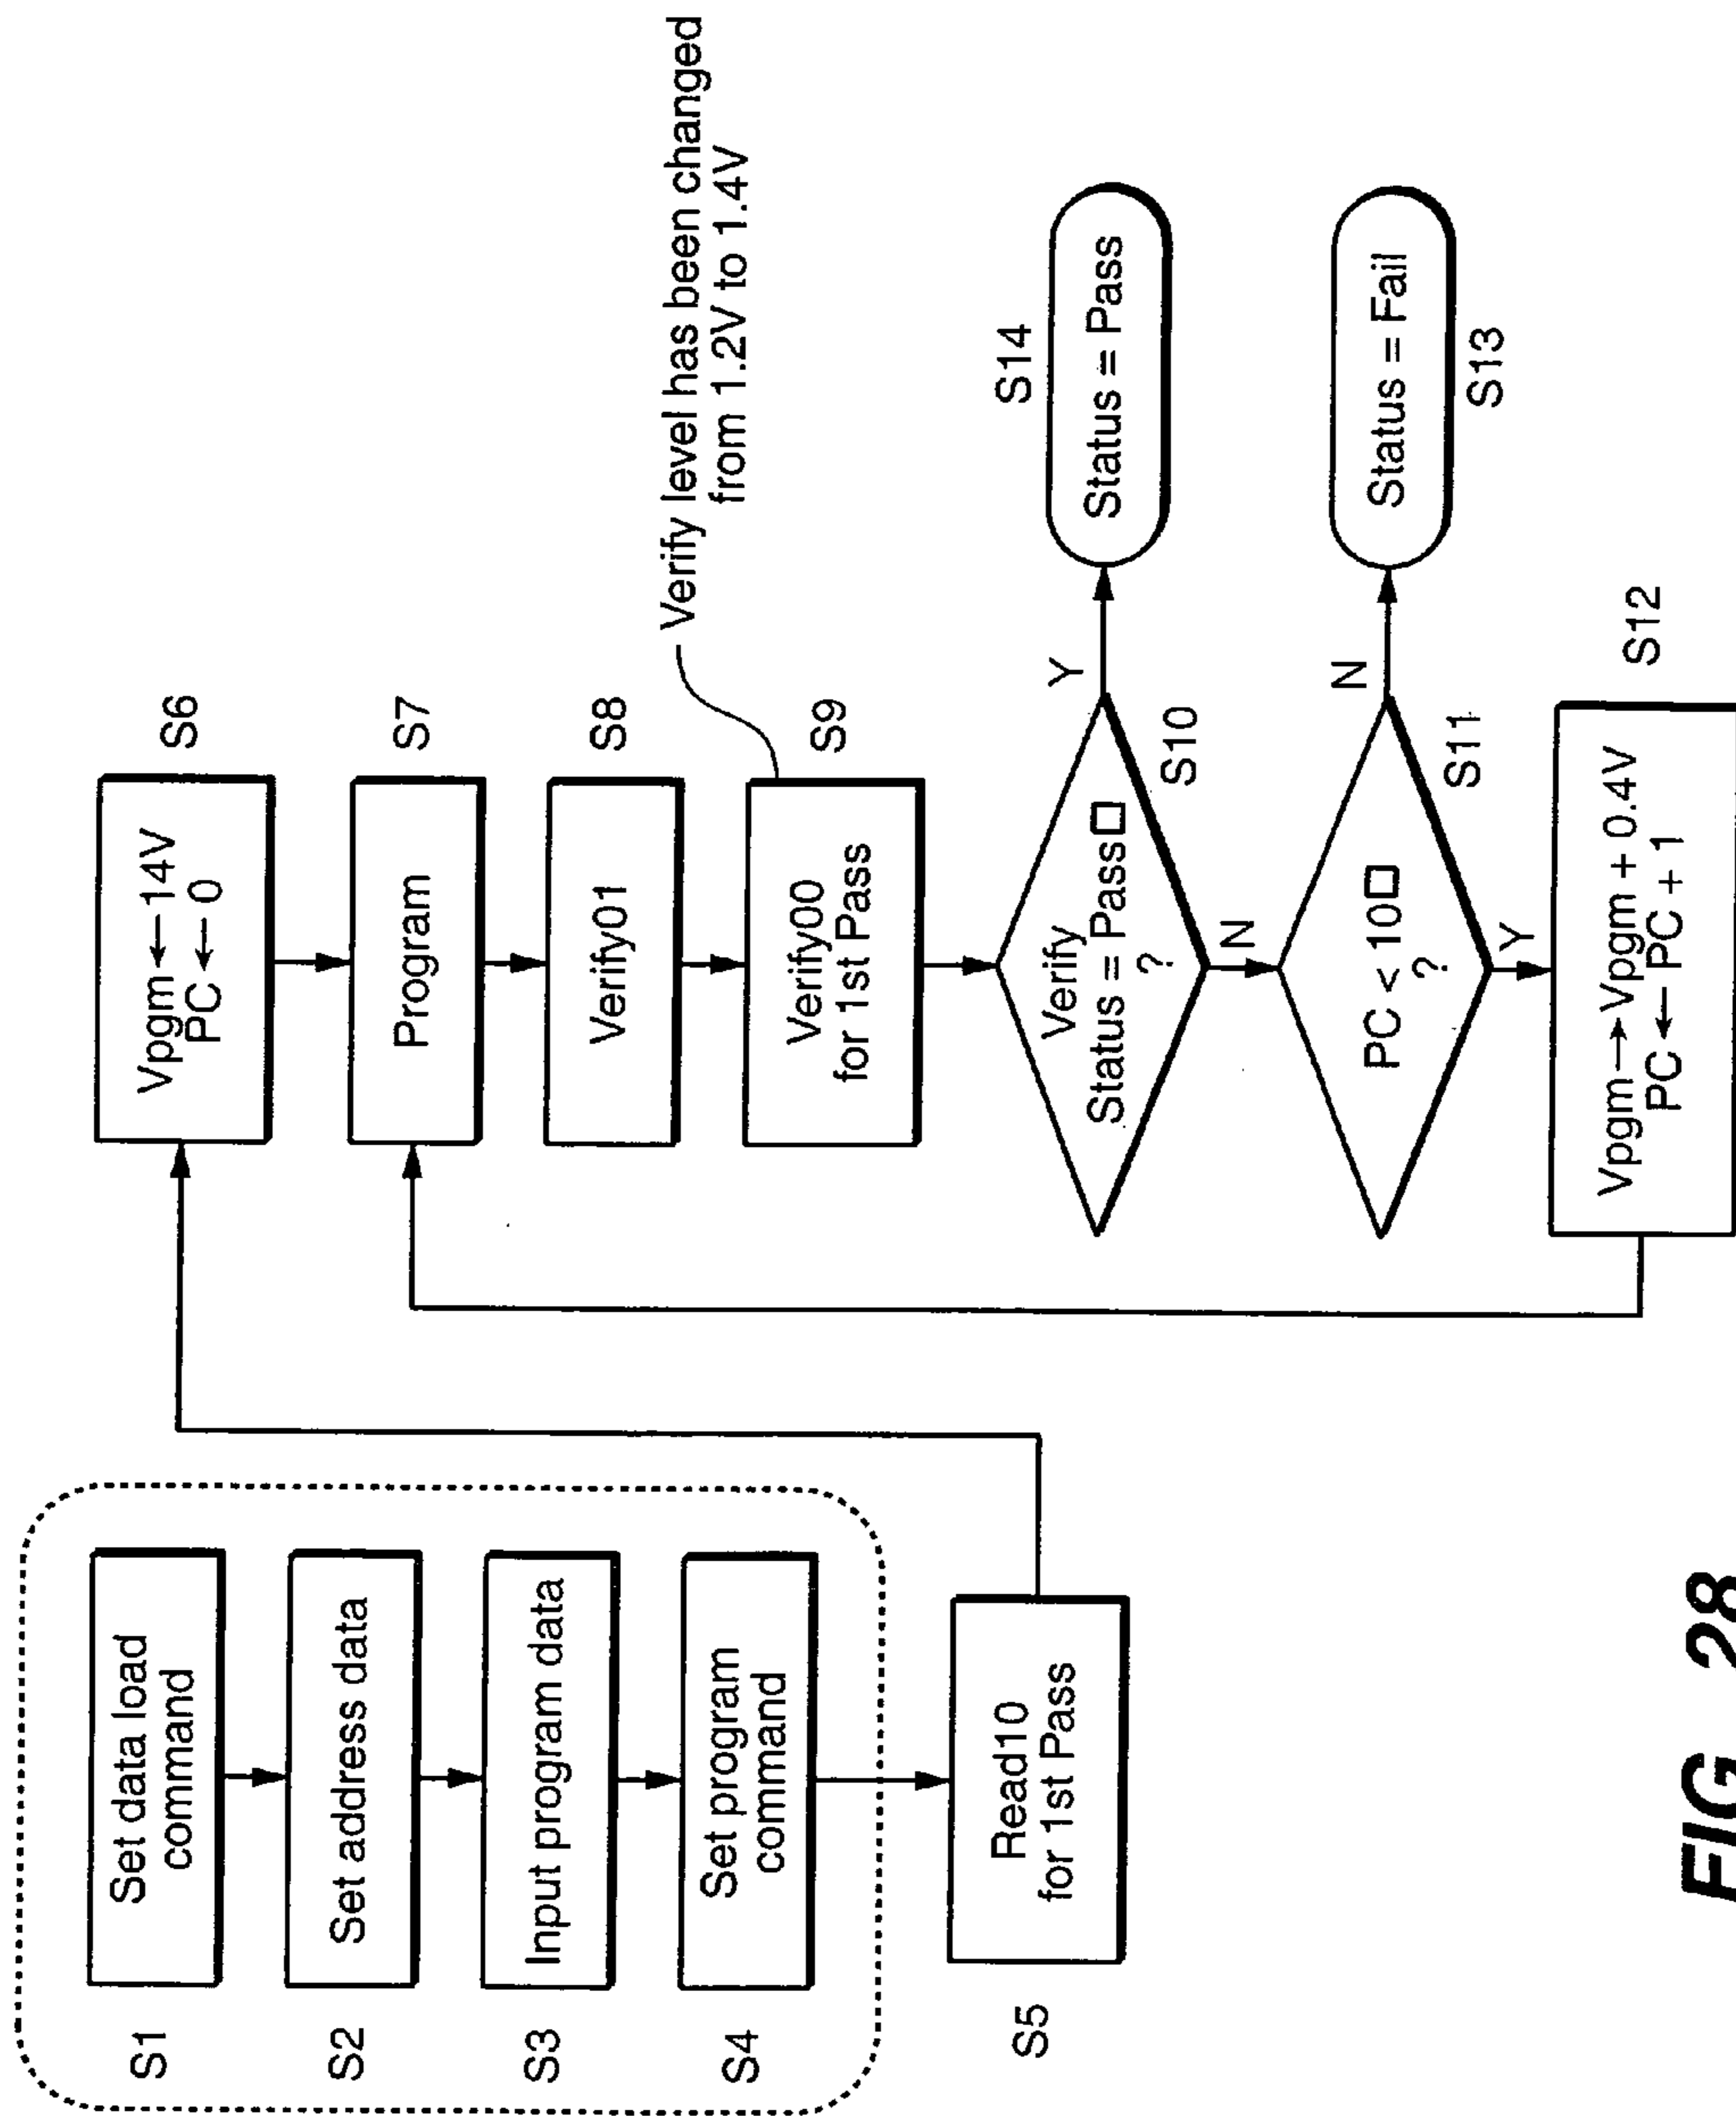 S1
Set data load
command
S2
Set address data
S3
Input program data
S4
Set program
command
S5
Read10
for 1st Pass
S6
Vpgm←14V
PC ← 0
S7
Program
S8
Verify01
S9
Verify00
for 1st Pass
Verify level has been changed
from 1.2V to 1.4V
Verify
Status = Pass□
?
S10
Y
N
S14
Status = Pass
PC < 10□
?
S11
N
Y
Status = Fail
S13
S12
Vpgm→Vpgm + 0.4V
PC ← PC + 1
FIG_28